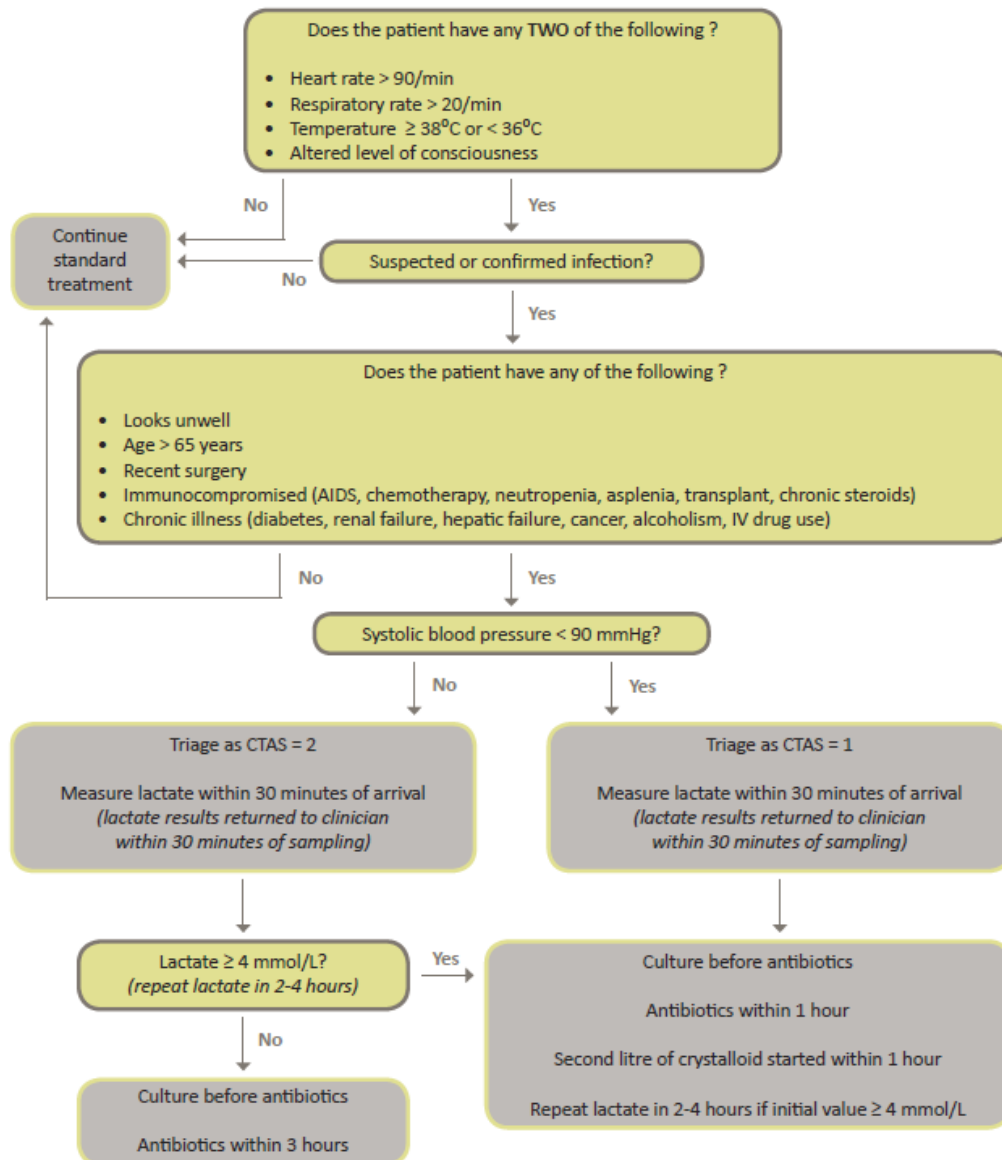 Does the patient have any TWO of the following ?
• Heart rate > 90/min
• Respiratory rate > 20/min
• Temperature ≥ 38⁰C or < 36⁰C
• Altered level of consciousness
No
Yes
Continue
standard
treatment
Suspected or confirmed infection?
No
Yes
Does the patient have any of the following ?
• Looks unwell
• Age > 65 years
• Recent surgery
• Immunocompromised (AIDS, chemotherapy, neutropenia, asplenia, transplant, chronic steroids)
• Chronic illness (diabetes, renal failure, hepatic failure, cancer, alcoholism, IV drug use)
No
Yes
Systolic blood pressure < 90 mmHg?
No
Yes
Triage as CTAS = 2
Measure lactate within 30 minutes of arrival
(lactate results returned to clinician
within 30 minutes of sampling)
Triage as CTAS = 1
Measure lactate within 30 minutes of arrival
(lactate results returned to clinician
within 30 minutes of sampling)
Lactate ≥ 4 mmol/L?
(repeat lactate in 2-4 hours)
Yes
No
Culture before antibiotics
Antibiotics within 1 hour
Second litre of crystalloid started within 1 hour
Repeat lactate in 2-4 hours if initial value ≥ 4 mmol/L
Culture before antibiotics
Antibiotics within 3 hours